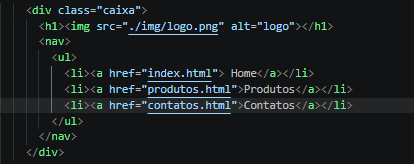 <div class="caixa">
<h1><img src="./img/logo.png" alt="logo"></h1>
<nav>
<ul>
<li><a href="index.html"> Home</a></li>
<li><a href="produtos.html">Produtos</a></li>
<li><a href="contatos.html">Contatos</a></li>
</ul>
</nav>
</div>